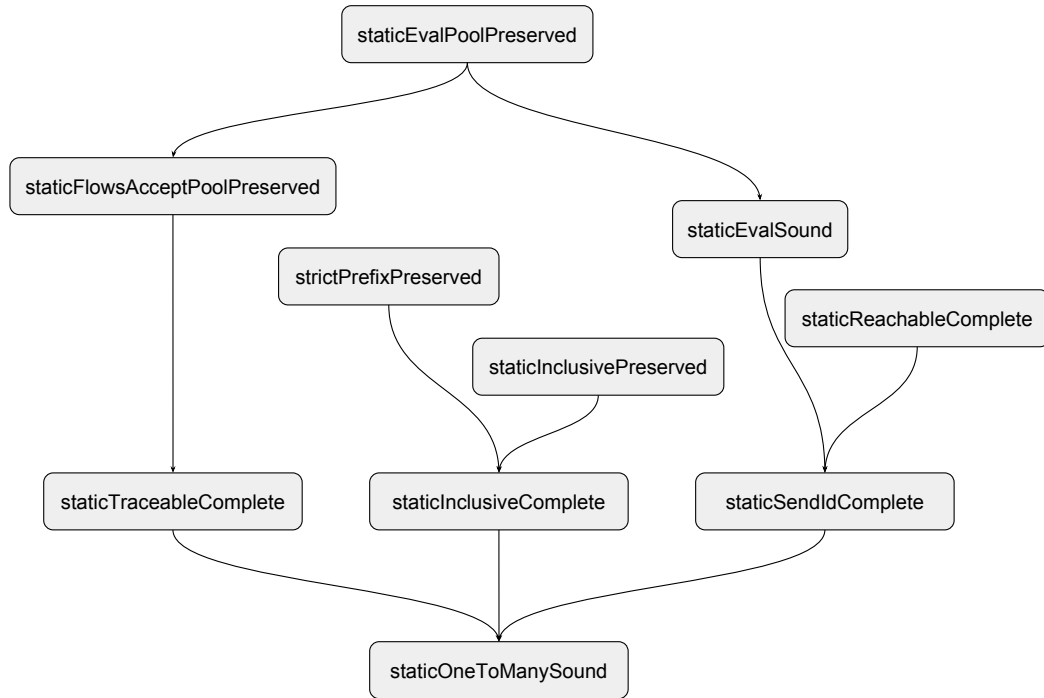 staticEvalPoolPreserved
staticFlowsAcceptPoolPreserved
staticEvalSound
strictPrefixPreserved
staticReachableComplete
staticInclusivePreserved
staticTraceableComplete
staticInclusiveComplete
staticSendIdComplete
staticOneToManySound